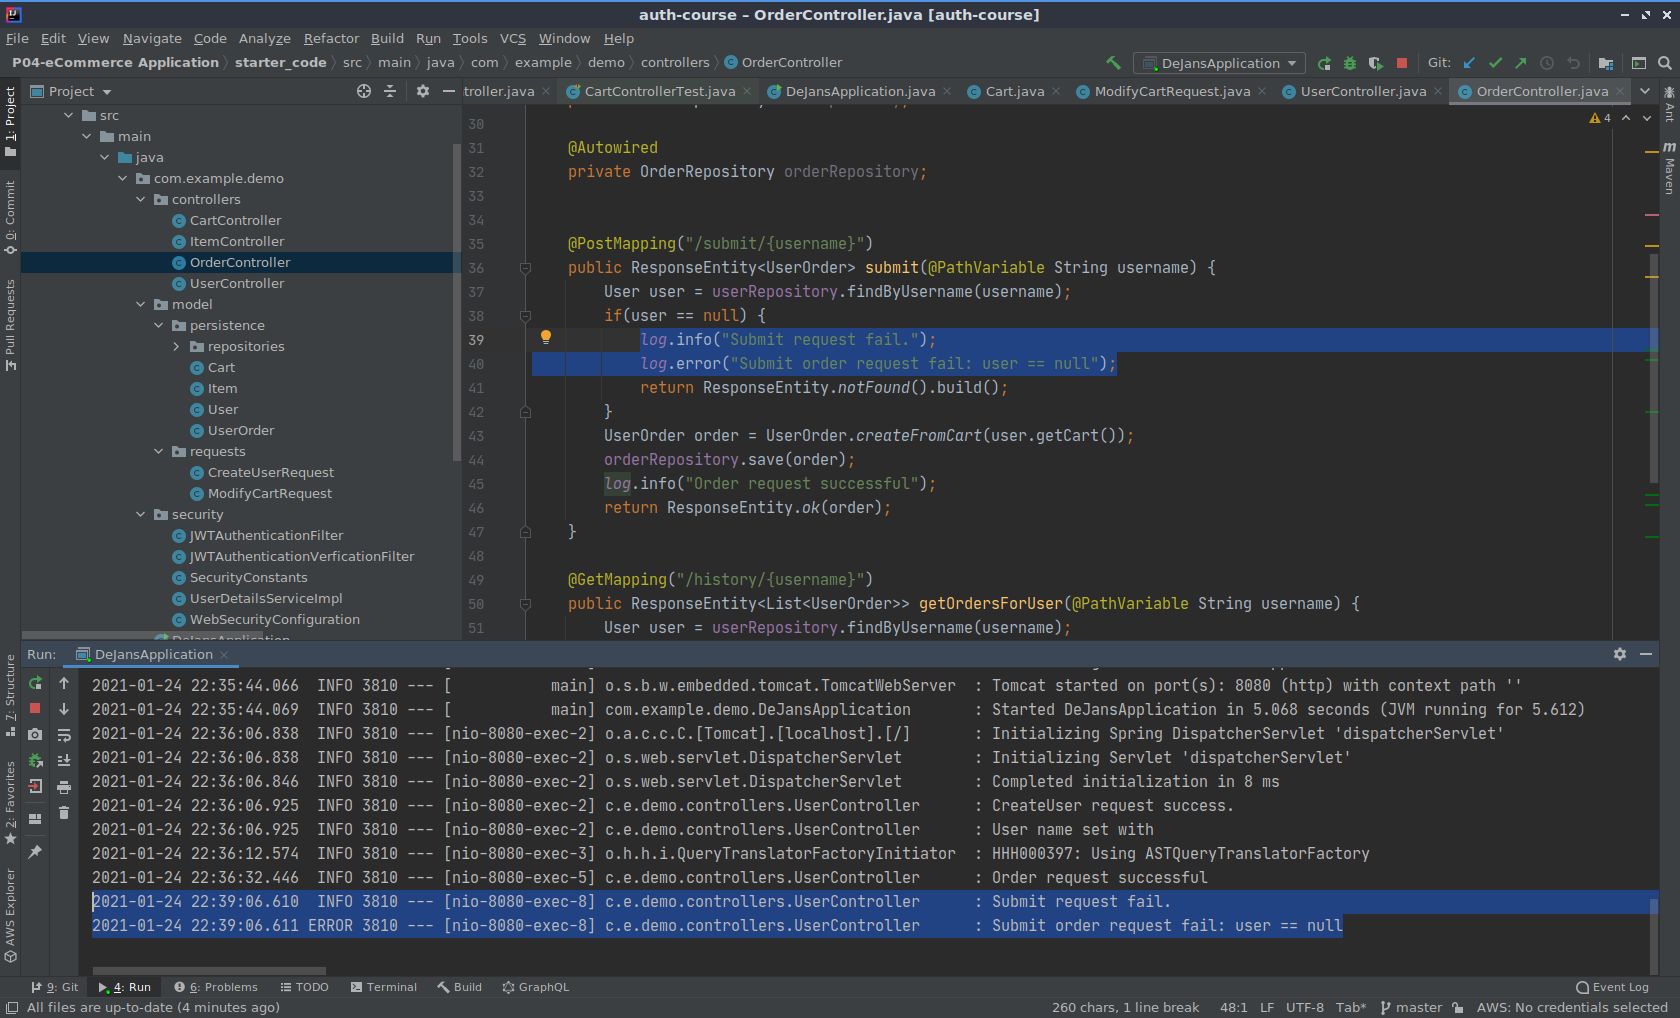 auth-course – OrderController.java [auth-course]
File Edit View Navigate Code Analyze Refactor Build Run Tools VCS Window Help
P04-eCommerce Application starter_code src main java com example demo controllers OrderController
DeJansApplication Git:
1: Project
0: Commit
Pull Requests
7: Structure
2: Favorites
AWS Explorer
Project
src
main
java
com.example.demo
controllers
CartController
ItemController
OrderController
UserController
model
persistence
repositories
Cart
Item
User
UserOrder
requests
CreateUserRequest
ModifyCartRequest
security
JWTAuthenticationFilter
JWTAuthenticationVerficationFilter
SecurityConstants
UserDetailsServiceImpl
WebSecurityConfiguration
DeJansApplication
troller.java CartControllerTest.java DeJansApplication.java Cart.java ModifyCartRequest.java UserController.java OrderController.java
4
Ant
Maven
30
31 @Autowired
32 private OrderRepository orderRepository;
33
34
35 @PostMapping("/submit/{username}")
36 public ResponseEntity<UserOrder> submit(@PathVariable String username) {
37 User user = userRepository.findByUsername(username);
38 if(user == null) {
39 log.info("Submit request fail.");
40 log.error("Submit order request fail: user == null");
41 return ResponseEntity.notFound().build();
42 }
43 UserOrder order = UserOrder.createFromCart(user.getCart());
44 orderRepository.save(order);
45 log.info("Order request successful");
46 return ResponseEntity.ok(order);
47 }
48
49 @GetMapping("/history/{username}")
50 public ResponseEntity<List<UserOrder>> getOrdersForUser(@PathVariable String username) {
51 User user = userRepository.findByUsername(username);
Run: DeJansApplication
2021-01-24 22:35:44.066  INFO 3810 --- [           main] o.s.b.w.embedded.tomcat.TomcatWebServer  : Tomcat started on port(s): 8080 (http) with context path ''
2021-01-24 22:35:44.069  INFO 3810 --- [           main] com.example.demo.DeJansApplication       : Started DeJansApplication in 5.068 seconds (JVM running for 5.612)
2021-01-24 22:36:06.838  INFO 3810 --- [nio-8080-exec-2] o.a.c.c.C.[Tomcat].[localhost].[/]       : Initializing Spring DispatcherServlet 'dispatcherServlet'
2021-01-24 22:36:06.838  INFO 3810 --- [nio-8080-exec-2] o.s.web.servlet.DispatcherServlet        : Initializing Servlet 'dispatcherServlet'
2021-01-24 22:36:06.846  INFO 3810 --- [nio-8080-exec-2] o.s.web.servlet.DispatcherServlet        : Completed initialization in 8 ms
2021-01-24 22:36:06.925  INFO 3810 --- [nio-8080-exec-2] c.e.demo.controllers.UserController      : CreateUser request success.
2021-01-24 22:36:06.925  INFO 3810 --- [nio-8080-exec-2] c.e.demo.controllers.UserController      : User name set with
2021-01-24 22:36:12.574  INFO 3810 --- [nio-8080-exec-3] o.h.h.i.QueryTranslatorFactoryInitiator  : HHH000397: Using ASTQueryTranslatorFactory
2021-01-24 22:36:32.446  INFO 3810 --- [nio-8080-exec-5] c.e.demo.controllers.UserController      : Order request successful
2021-01-24 22:39:06.610  INFO 3810 --- [nio-8080-exec-8] c.e.demo.controllers.UserController      : Submit request fail.
2021-01-24 22:39:06.611 ERROR 3810 --- [nio-8080-exec-8] c.e.demo.controllers.UserController      : Submit order request fail: user == null
9: Git 4: Run 6: Problems TODO Terminal Build GraphQL Event Log
All files are up-to-date (4 minutes ago) 260 chars, 1 line break 48:1 LF UTF-8 Tab* master AWS: No credentials selected